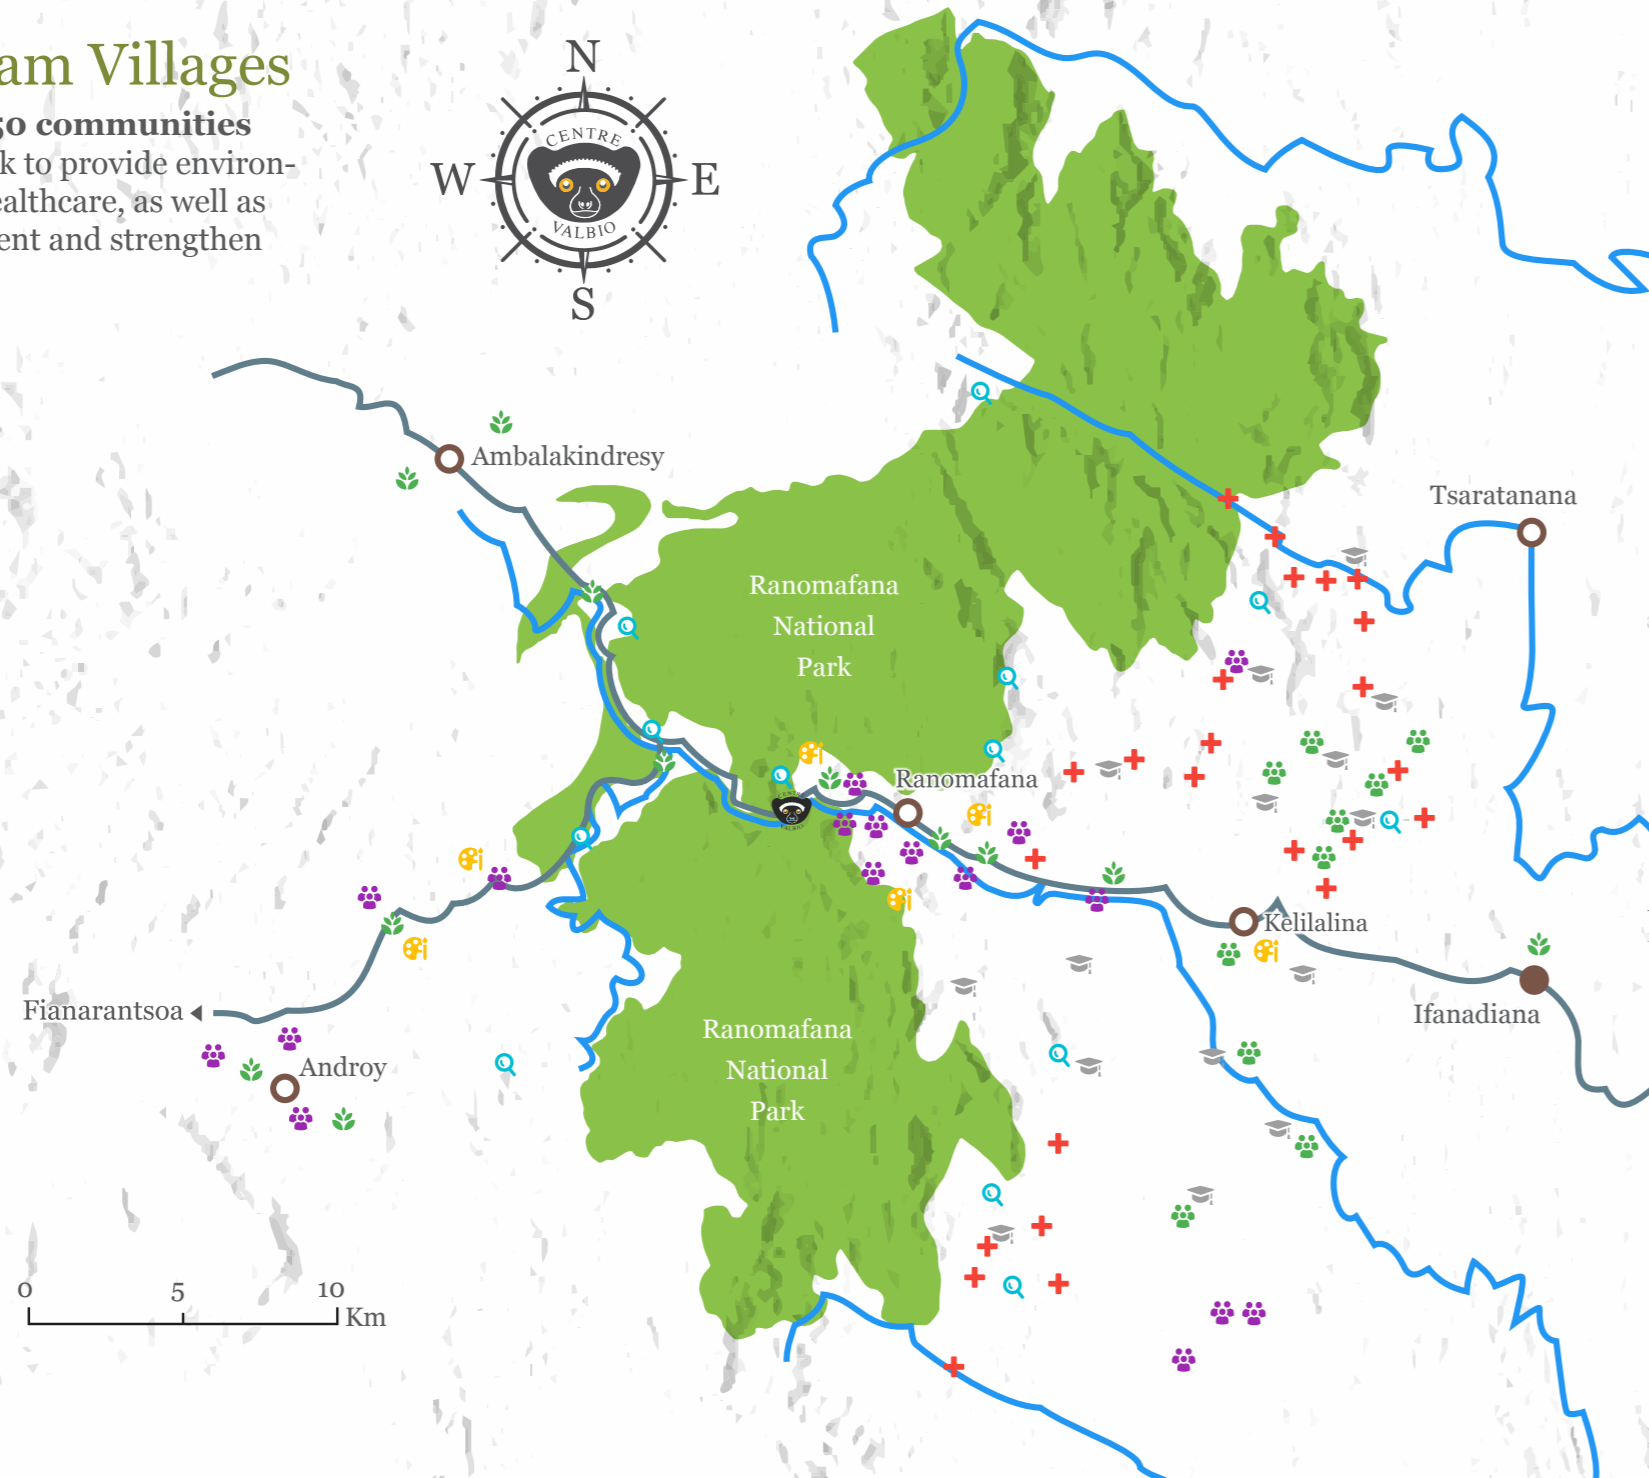 am Villages
50 communities
k to provide environ-
ealthcare, as well as
ent and strengthen
N
CENTRE
W
E
VALBIO
S
Ambalakindresy
Tsaratanana
Ranomafana
National
Park
Ranomafana
Kelilalina
Fianarantsoa
Ifanadiana
Androy
Ranomafana
National
Park
0 5 10
Km